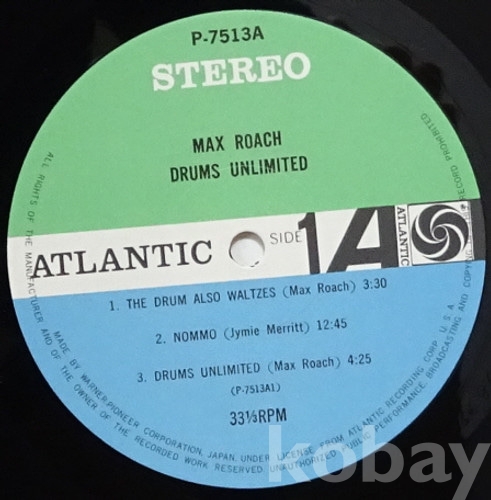 P-7513A
STEREO
MAX ROACH
DRUMS UNLIMITED
ATLANTIC
SIDE 1A
ATLANTIC
1. THE DRUM ALSO WALTZES (Max Roach) 3:30
2. NOMMO (Jymie Merritt) 12:45
3. DRUMS UNLIMITED (Max Roach) 4:25
(P-7513A1)
33⅓RPM
MADE BY WARNER-PIONEER CORPORATION, JAPAN, UNDER LICENSE FROM ATLANTIC RECORDING CORP. U.S.A.
ALL RIGHTS OF THE MANUFACTURER AND OF THE OWNER OF THE RECORDED WORK RESERVED. UNAUTHORIZED PUBLIC PERFORMANCE, BROADCASTING AND COPYING OF THIS RECORD PROHIBITED
kobay